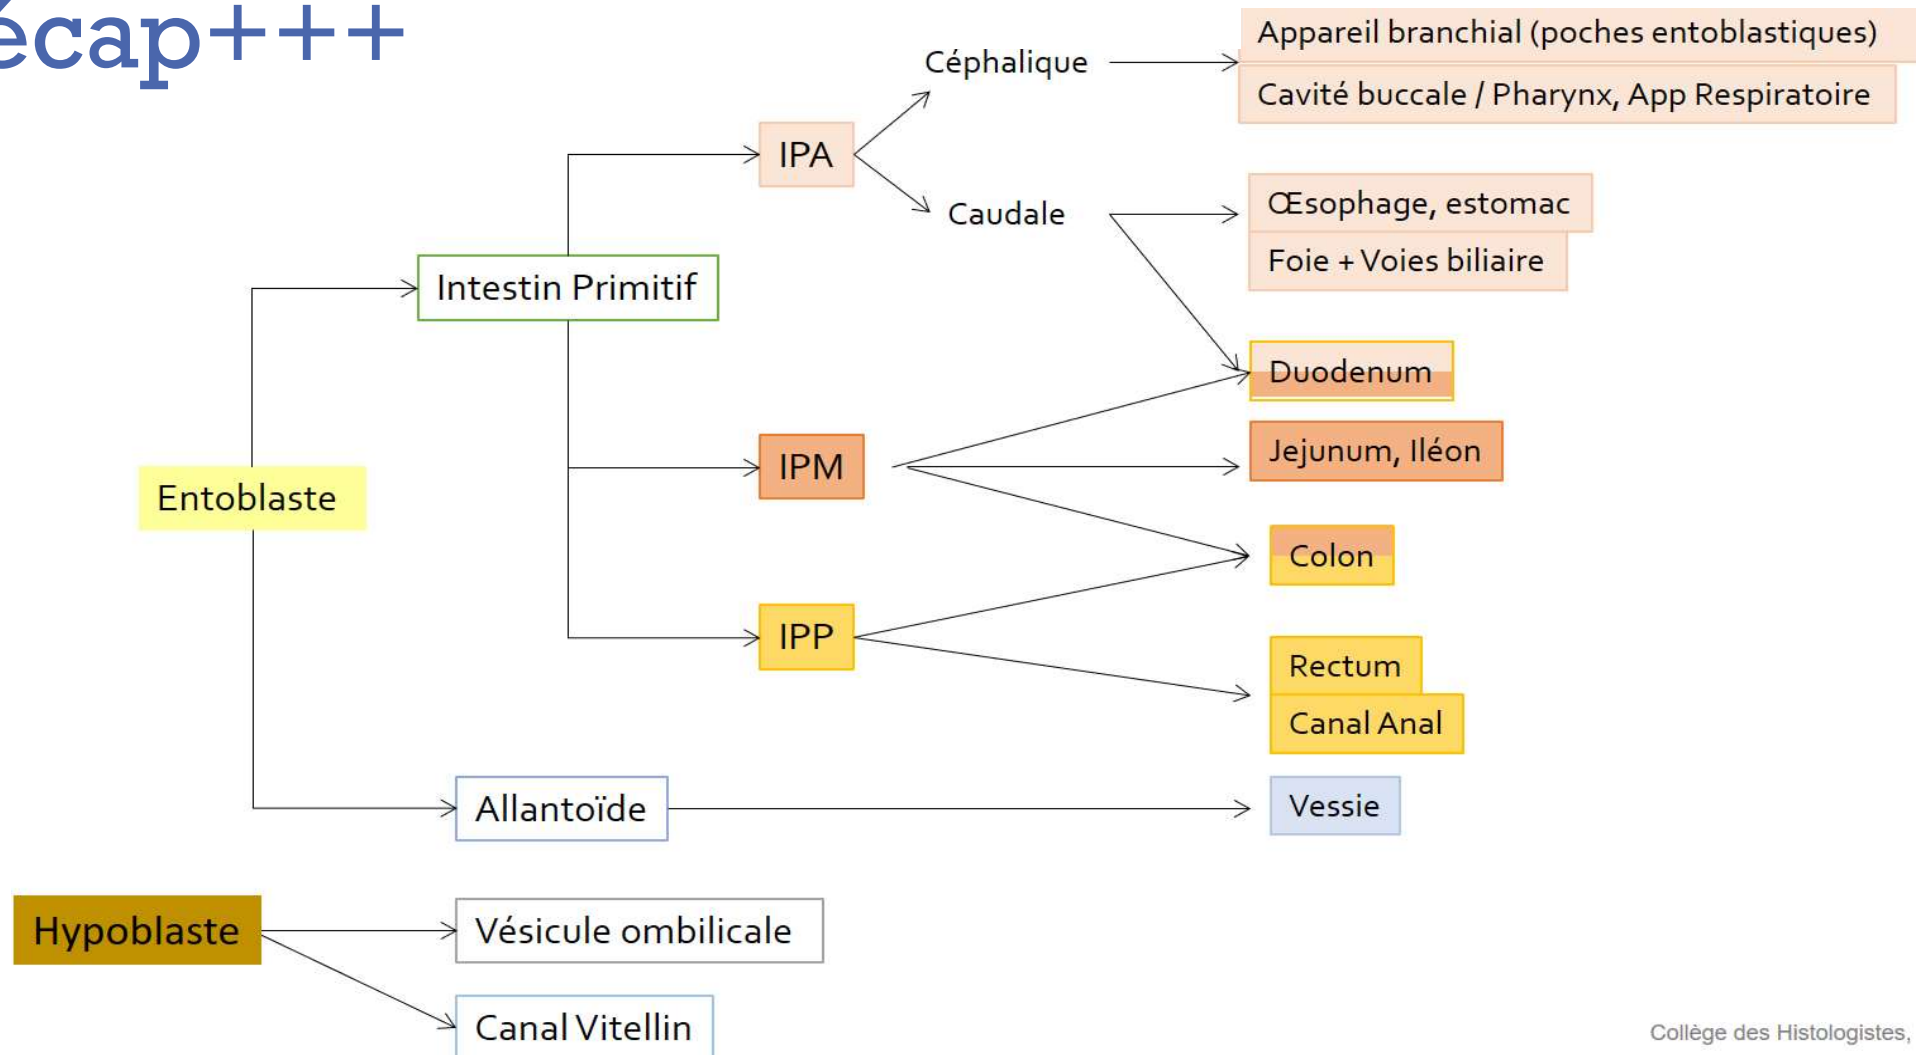 écap+++
Céphalique
Appareil branchial (poches entoblastiques)
Cavité buccale / Pharynx, App Respiratoire
IPA
Caudale
Œsophage, estomac
Foie + Voies biliaire
Intestin Primitif
Duodenum
IPM
Jejunum, Iléon
Entoblaste
Colon
IPP
Rectum
Canal Anal
Allantoïde
Vessie
Hypoblaste
Vésicule ombilicale
Canal Vitellin
Collège des Histologistes,